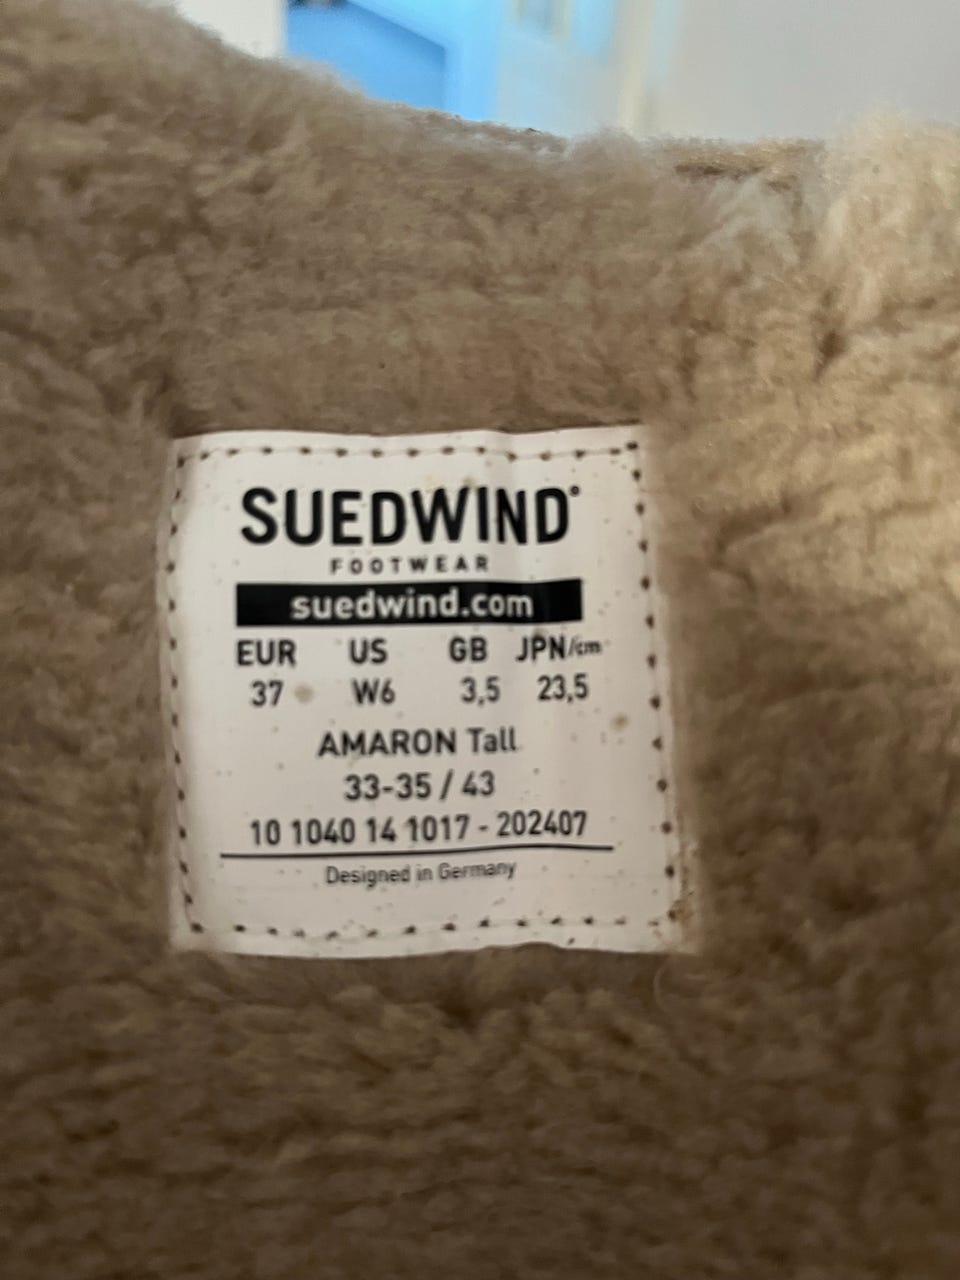 SUEDWIND°
FOOTWEAR
suedwind.com
EUR US GB JPN/cm
37 W6 3,5 23,5
AMARON Tall
33-35 / 43
10 1040 14 1017 - 202407
Designed in Germany